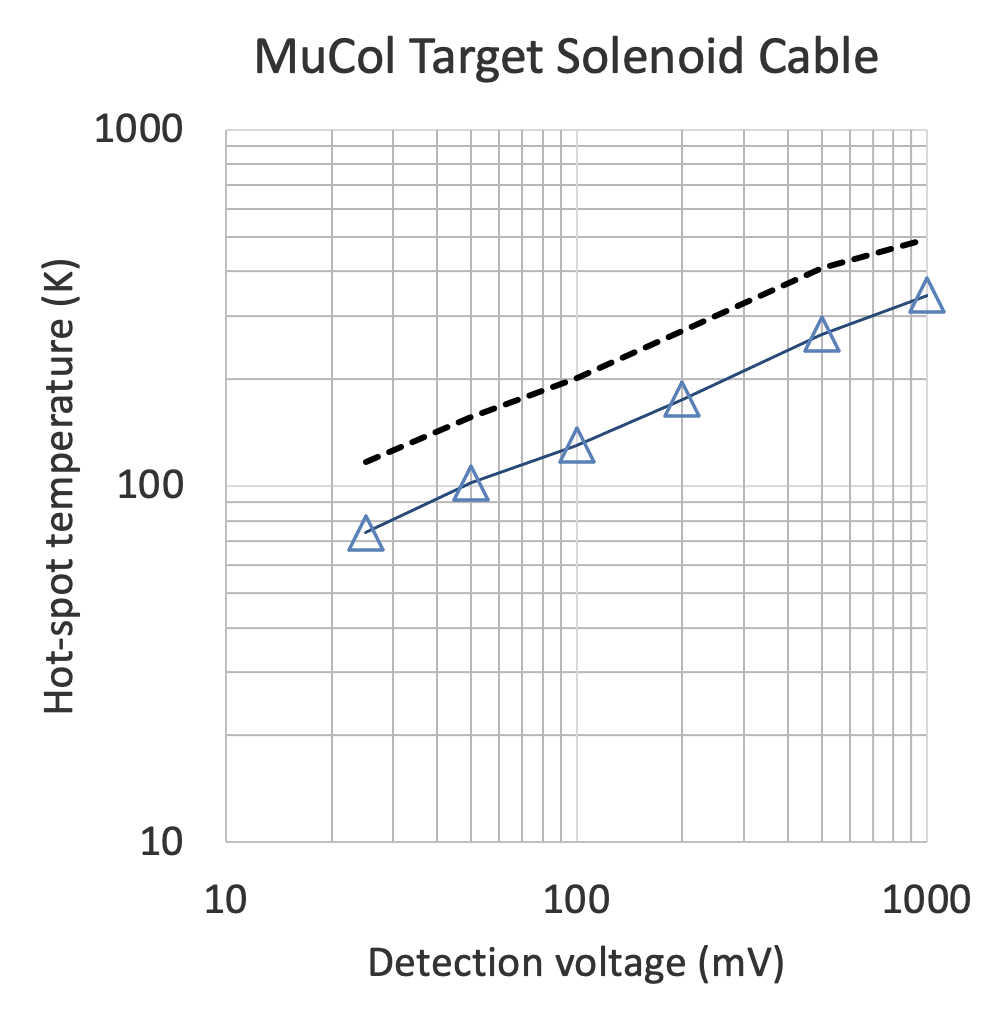 MuCol Target Solenoid Cable
1000
100
10
Hot-spot temperature (K)
10 100 1000
Detection voltage (mV)